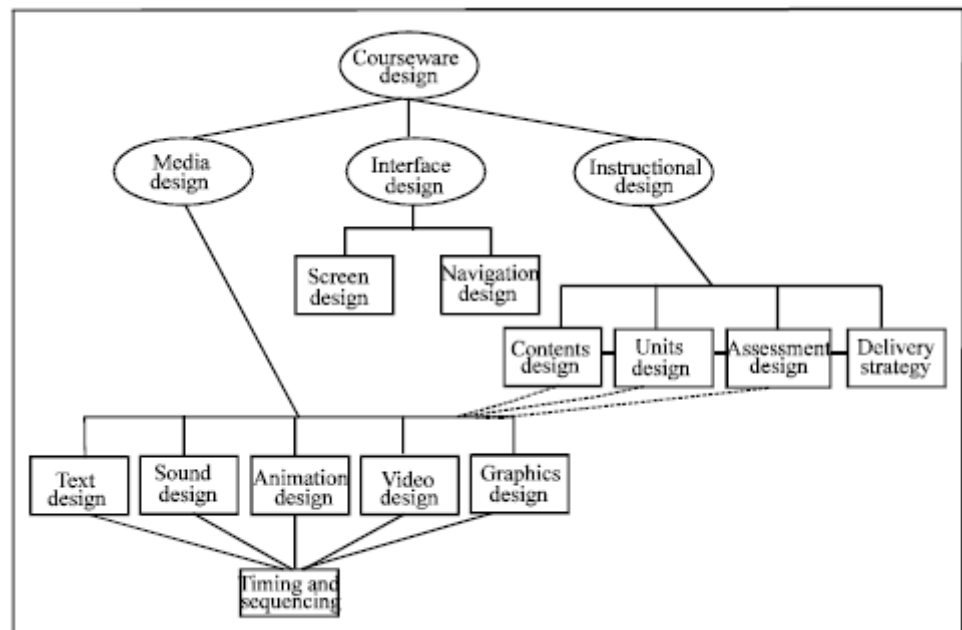 Courseware
design
Media
design
Interface
design
Instructional
design
Screen
design
Navigation
design
Contents
design
Units
design
Assessment
design
Delivery
strategy
Text
design
Sound
design
Animation
design
Video
design
Graphics
design
Timing and
sequencing